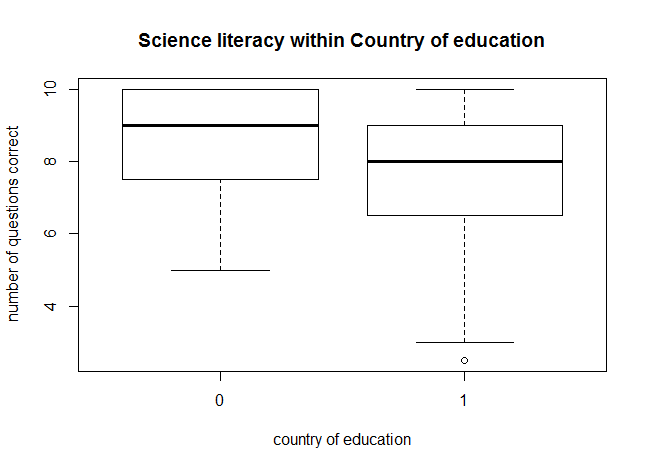 Science literacy within Country of education
number of questions correct
10
8
6
4
0 1
country of education